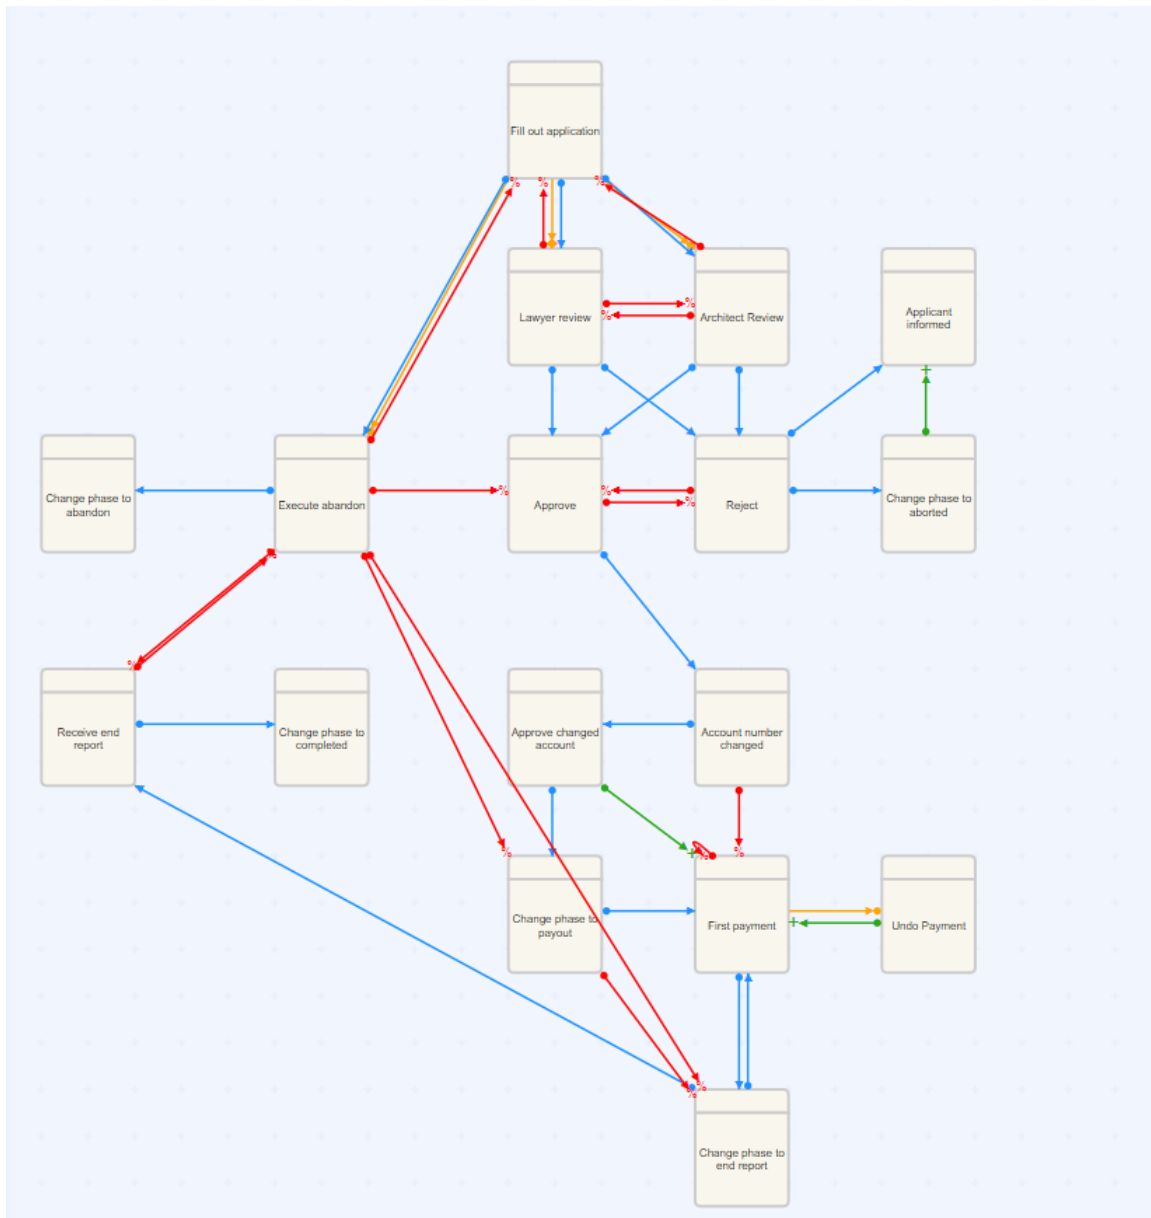 Fill out application
%
%
%
Lawyer review
%
%
Architect Review
Applicant
informed
+
Change phase to
abandon
Execute abandon
%
Approve
%
%
Reject
Change phase to
aborted
%
%
Receive end
report
Change phase to
completed
Approve changed
account
Account number
changed
%
+
%
%
Change phase to
payout
First payment
+
Undo Payment
%
%
Change phase to
end report